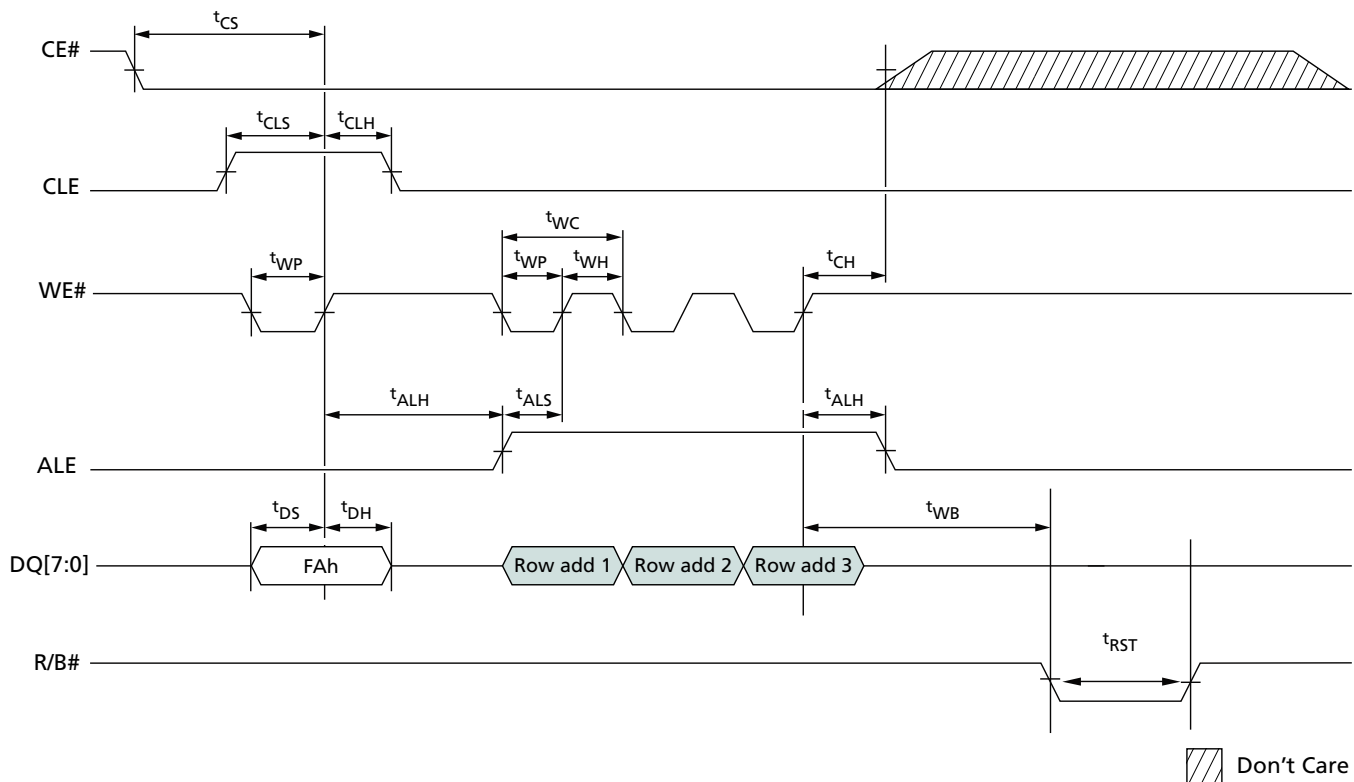 tCS
CE#
tCLS
tCLH
CLE
tWC
tWP
tWP
tWH
tCH
WE#
tALH
tALS
tALH
ALE
tDS
tDH
tWB
DQ[7:0]
FAh
Row add 1
Row add 2
Row add 3
tRST
R/B#
Don't Care